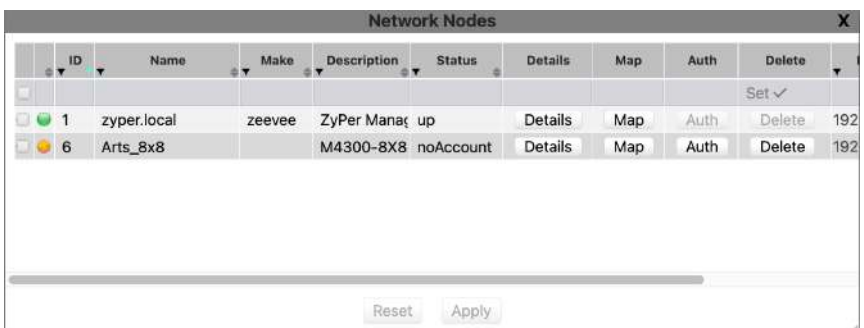 Network Nodes X
ID Name Make Description Status Details Map Auth Delete
Set ✓
1 zyper.local zeevee ZyPer Manag up Details Map Auth Delete 192
6 Arts_8x8 M4300-8X8 noAccount Details Map Auth Delete 192
Reset Apply